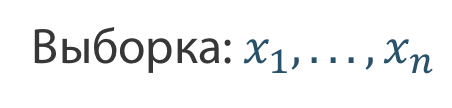 Выборка: x₁, . . . , xₙ